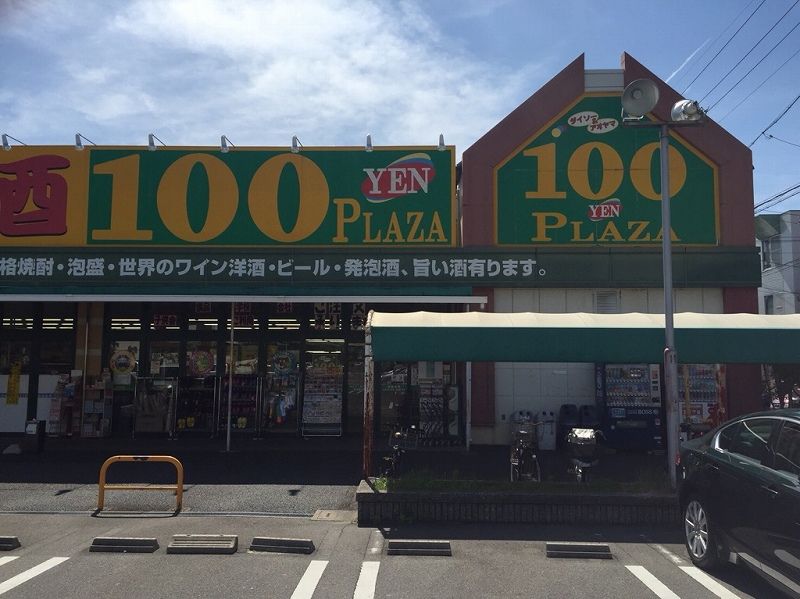 酒
100 YEN PLAZA
ダイソー&アオヤマ
100
YEN
PLAZA
格焼酎・泡盛・世界のワイン洋酒・ビール・発泡酒、旨い酒有ります。
BOSS